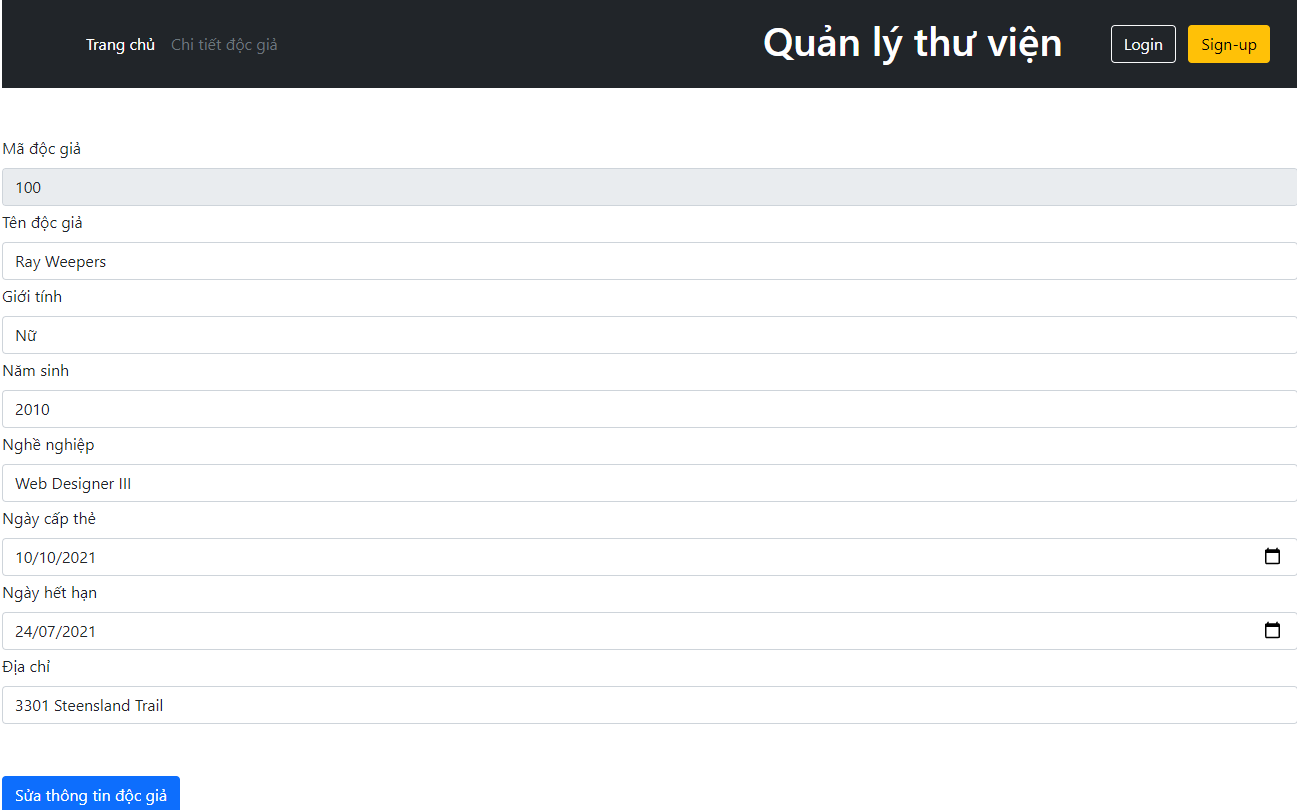 Trang chủ Chi tiết độc giả Quản lý thư viện Login Sign-up
Mã độc giả
100
Tên độc giả
Ray Weepers
Giới tính
Nữ
Năm sinh
2010
Nghề nghiệp
Web Designer III
Ngày cấp thẻ
10/10/2021
Ngày hết hạn
24/07/2021
Địa chỉ
3301 Steensland Trail
Sửa thông tin độc giả